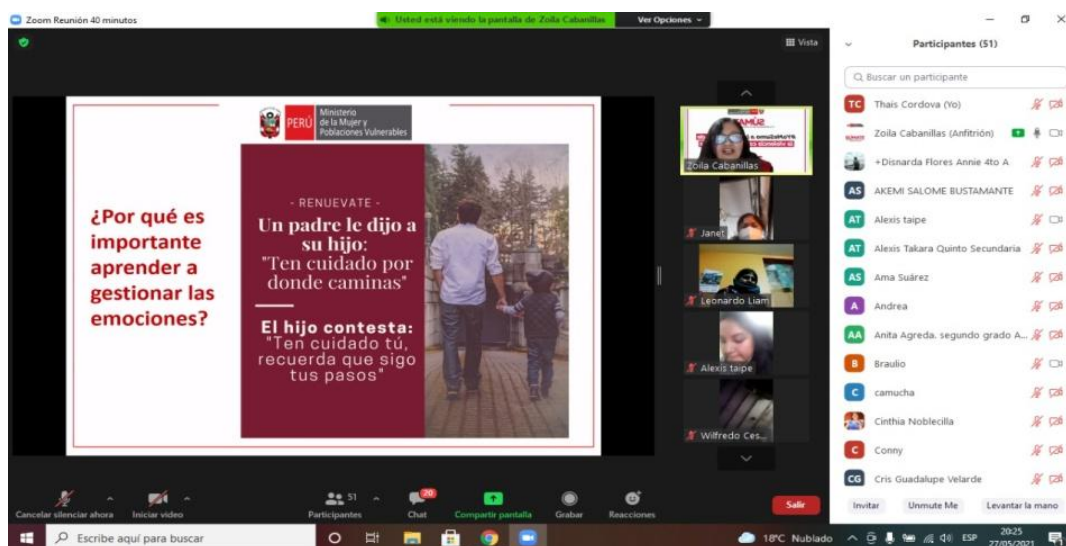 Zoom Reunión 40 minutos
Usted está viendo la pantalla de Zoila Cabanillas
Ver Opciones
Vista
PERÚ
Ministerio
de la Mujer y
Poblaciones Vulnerables
¿Por qué es
importante
aprender a
gestionar las
emociones?
- RENUEVATE -
Un padre le dijo a
su hijo:
"Ten cuidado por
donde caminas"
El hijo contesta:
"Ten cuidado tú,
recuerda que sigo
tus pasos"
Zoila Cabanillas
Janet
Leonardo Liam
Alexis taipe
Wilfredo Ces...
Participantes (51)
Buscar un participante
TC Thais Cordova (Yo)
Zoila Cabanillas (Anfitrión)
+Disnarda Flores Annie 4to A
AS AKEMI SALOME BUSTAMANTE
AT Alexis taipe
AT Alexis Takara Quinto Secundaria
AS Ama Suárez
A Andrea
AA Anita Agreda. segundo grado A...
B Braulio
C camucha
Cinthia Noblecilla
C Conny
CG Cris Guadalupe Velarde
Invitar Unmute Me Levantar la mano
Cancelar silenciar ahora
Iniciar video
51
Participantes
20
Chat
Compartir pantalla
Grabar
Reacciones
Salir
Escribe aquí para buscar
18°C Nublado
ESP
20:25
27/05/2021